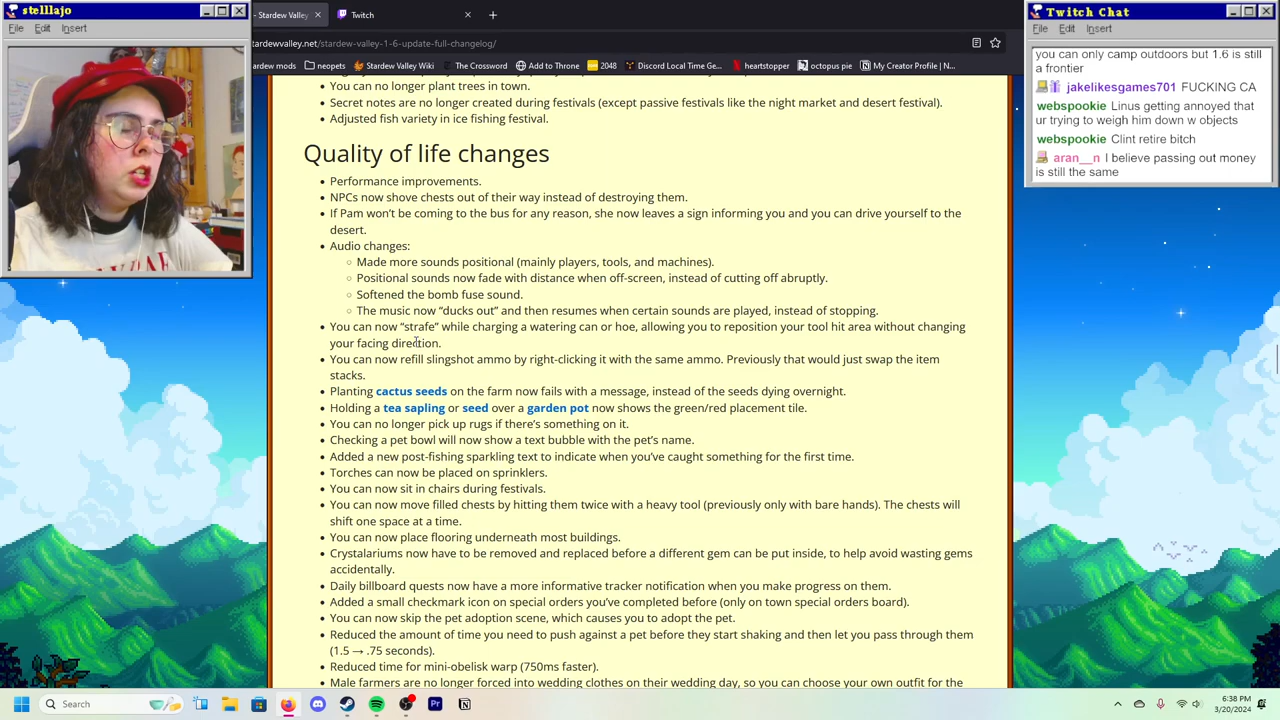 stelllajo
File Edit Insert
- Stardew Valley
Twitch
tardewvalley.net/stardew-valley-1-6-update-full-changelog/
ardew mods neopets Stardew Valley Wiki The Crossword Add to Throne 2048 Discord Local Time Ge... heartstopper octopus pie My Creator Profile | N...
You can no longer plant trees in town.
Secret notes are no longer created during festivals (except passive festivals like the night market and desert festival).
Adjusted fish variety in ice fishing festival.
Quality of life changes
Performance improvements.
NPCs now shove chests out of their way instead of destroying them.
If Pam won't be coming to the bus for any reason, she now leaves a sign informing you and you can drive yourself to the
desert.
Audio changes:
Made more sounds positional (mainly players, tools, and machines).
Positional sounds now fade with distance when off-screen, instead of cutting off abruptly.
Softened the bomb fuse sound.
The music now “ducks out” and then resumes when certain sounds are played, instead of stopping.
You can now “strafe” while charging a watering can or hoe, allowing you to reposition your tool hit area without changing
your facing direction.
You can now refill slingshot ammo by right-clicking it with the same ammo. Previously that would just swap the item
stacks.
Planting cactus seeds on the farm now fails with a message, instead of the seeds dying overnight.
Holding a tea sapling or seed over a garden pot now shows the green/red placement tile.
You can no longer pick up rugs if there's something on it.
Checking a pet bowl will now show a text bubble with the pet's name.
Added a new post-fishing sparkling text to indicate when you've caught something for the first time.
Torches can now be placed on sprinklers.
You can now sit in chairs during festivals.
You can now move filled chests by hitting them twice with a heavy tool (previously only with bare hands). The chests will
shift one space at a time.
You can now place flooring underneath most buildings.
Crystalariums now have to be removed and replaced before a different gem can be put inside, to help avoid wasting gems
accidentally.
Daily billboard quests now have a more informative tracker notification when you make progress on them.
Added a small checkmark icon on special orders you've completed before (only on town special orders board).
You can now skip the pet adoption scene, which causes you to adopt the pet.
Reduced the amount of time you need to push against a pet before they start shaking and then let you pass through them
(1.5 → .75 seconds).
Reduced time for mini-obelisk warp (750ms faster).
Male farmers are no longer forced into wedding clothes on their wedding day, so you can choose your own outfit for the
Twitch Chat
File Edit Insert
you can only camp outdoors but 1.6 is still
a frontier
jakelikesgames701 FUCKING CA
webspookie Linus getting annoyed that
ur trying to weigh him down w objects
webspookie Clint retire bitch
aran__n I believe passing out money
is still the same
Search
6:38 PM
3/20/2024